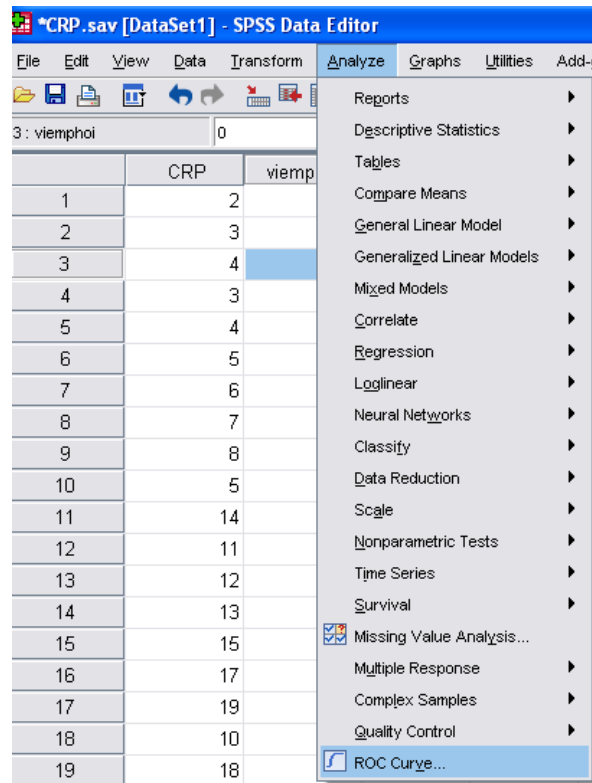 *CRP.sav [DataSet1] - SPSS Data Editor
File Edit View Data Transform Analyze Graphs Utilities Add-
3 : viemphoi 0
CRP viemp
1 2
2 3
3 4
4 3
5 4
6 5
7 6
8 7
9 8
10 5
11 14
12 11
13 12
14 13
15 15
16 17
17 19
18 10
19 18
Reports
Descriptive Statistics
Tables
Compare Means
General Linear Model
Generalized Linear Models
Mixed Models
Correlate
Regression
Loglinear
Neural Networks
Classify
Data Reduction
Scale
Nonparametric Tests
Time Series
Survival
Missing Value Analysis...
Multiple Response
Complex Samples
Quality Control
ROC Curve...